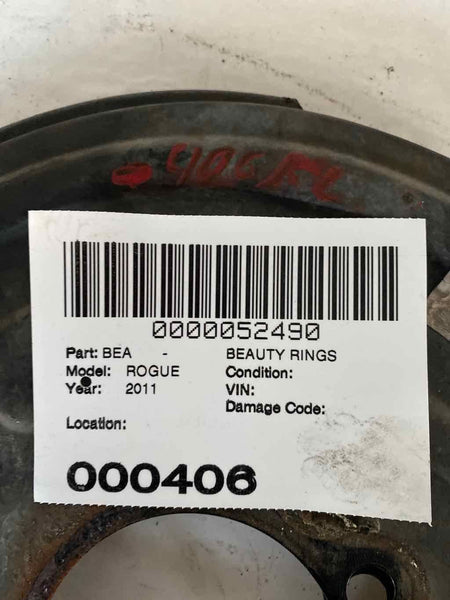 0000052490
Part: BEA - BEAUTY RINGS
Model: ROGUE Condition:
Year: 2011 VIN:
Damage Code:
Location:
000406